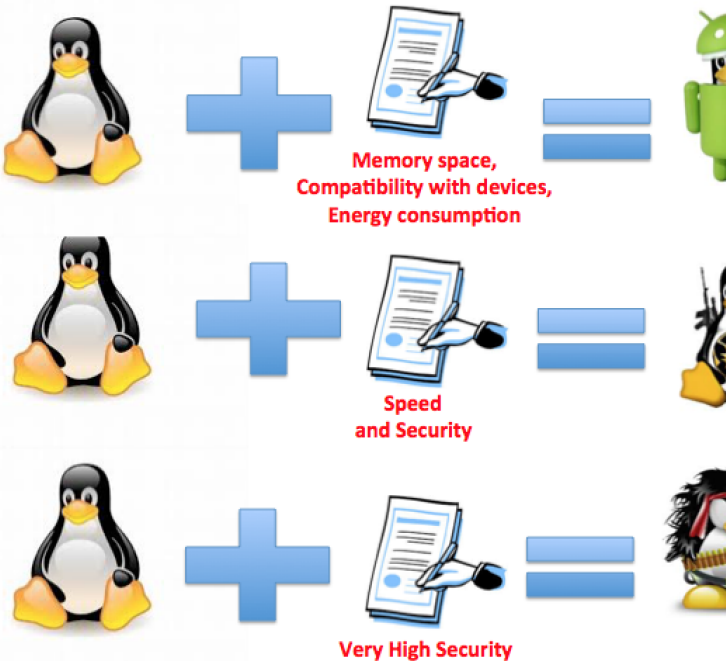 Memory space,
Compatibility with devices,
Energy consumption
Speed
and Security
Very High Security